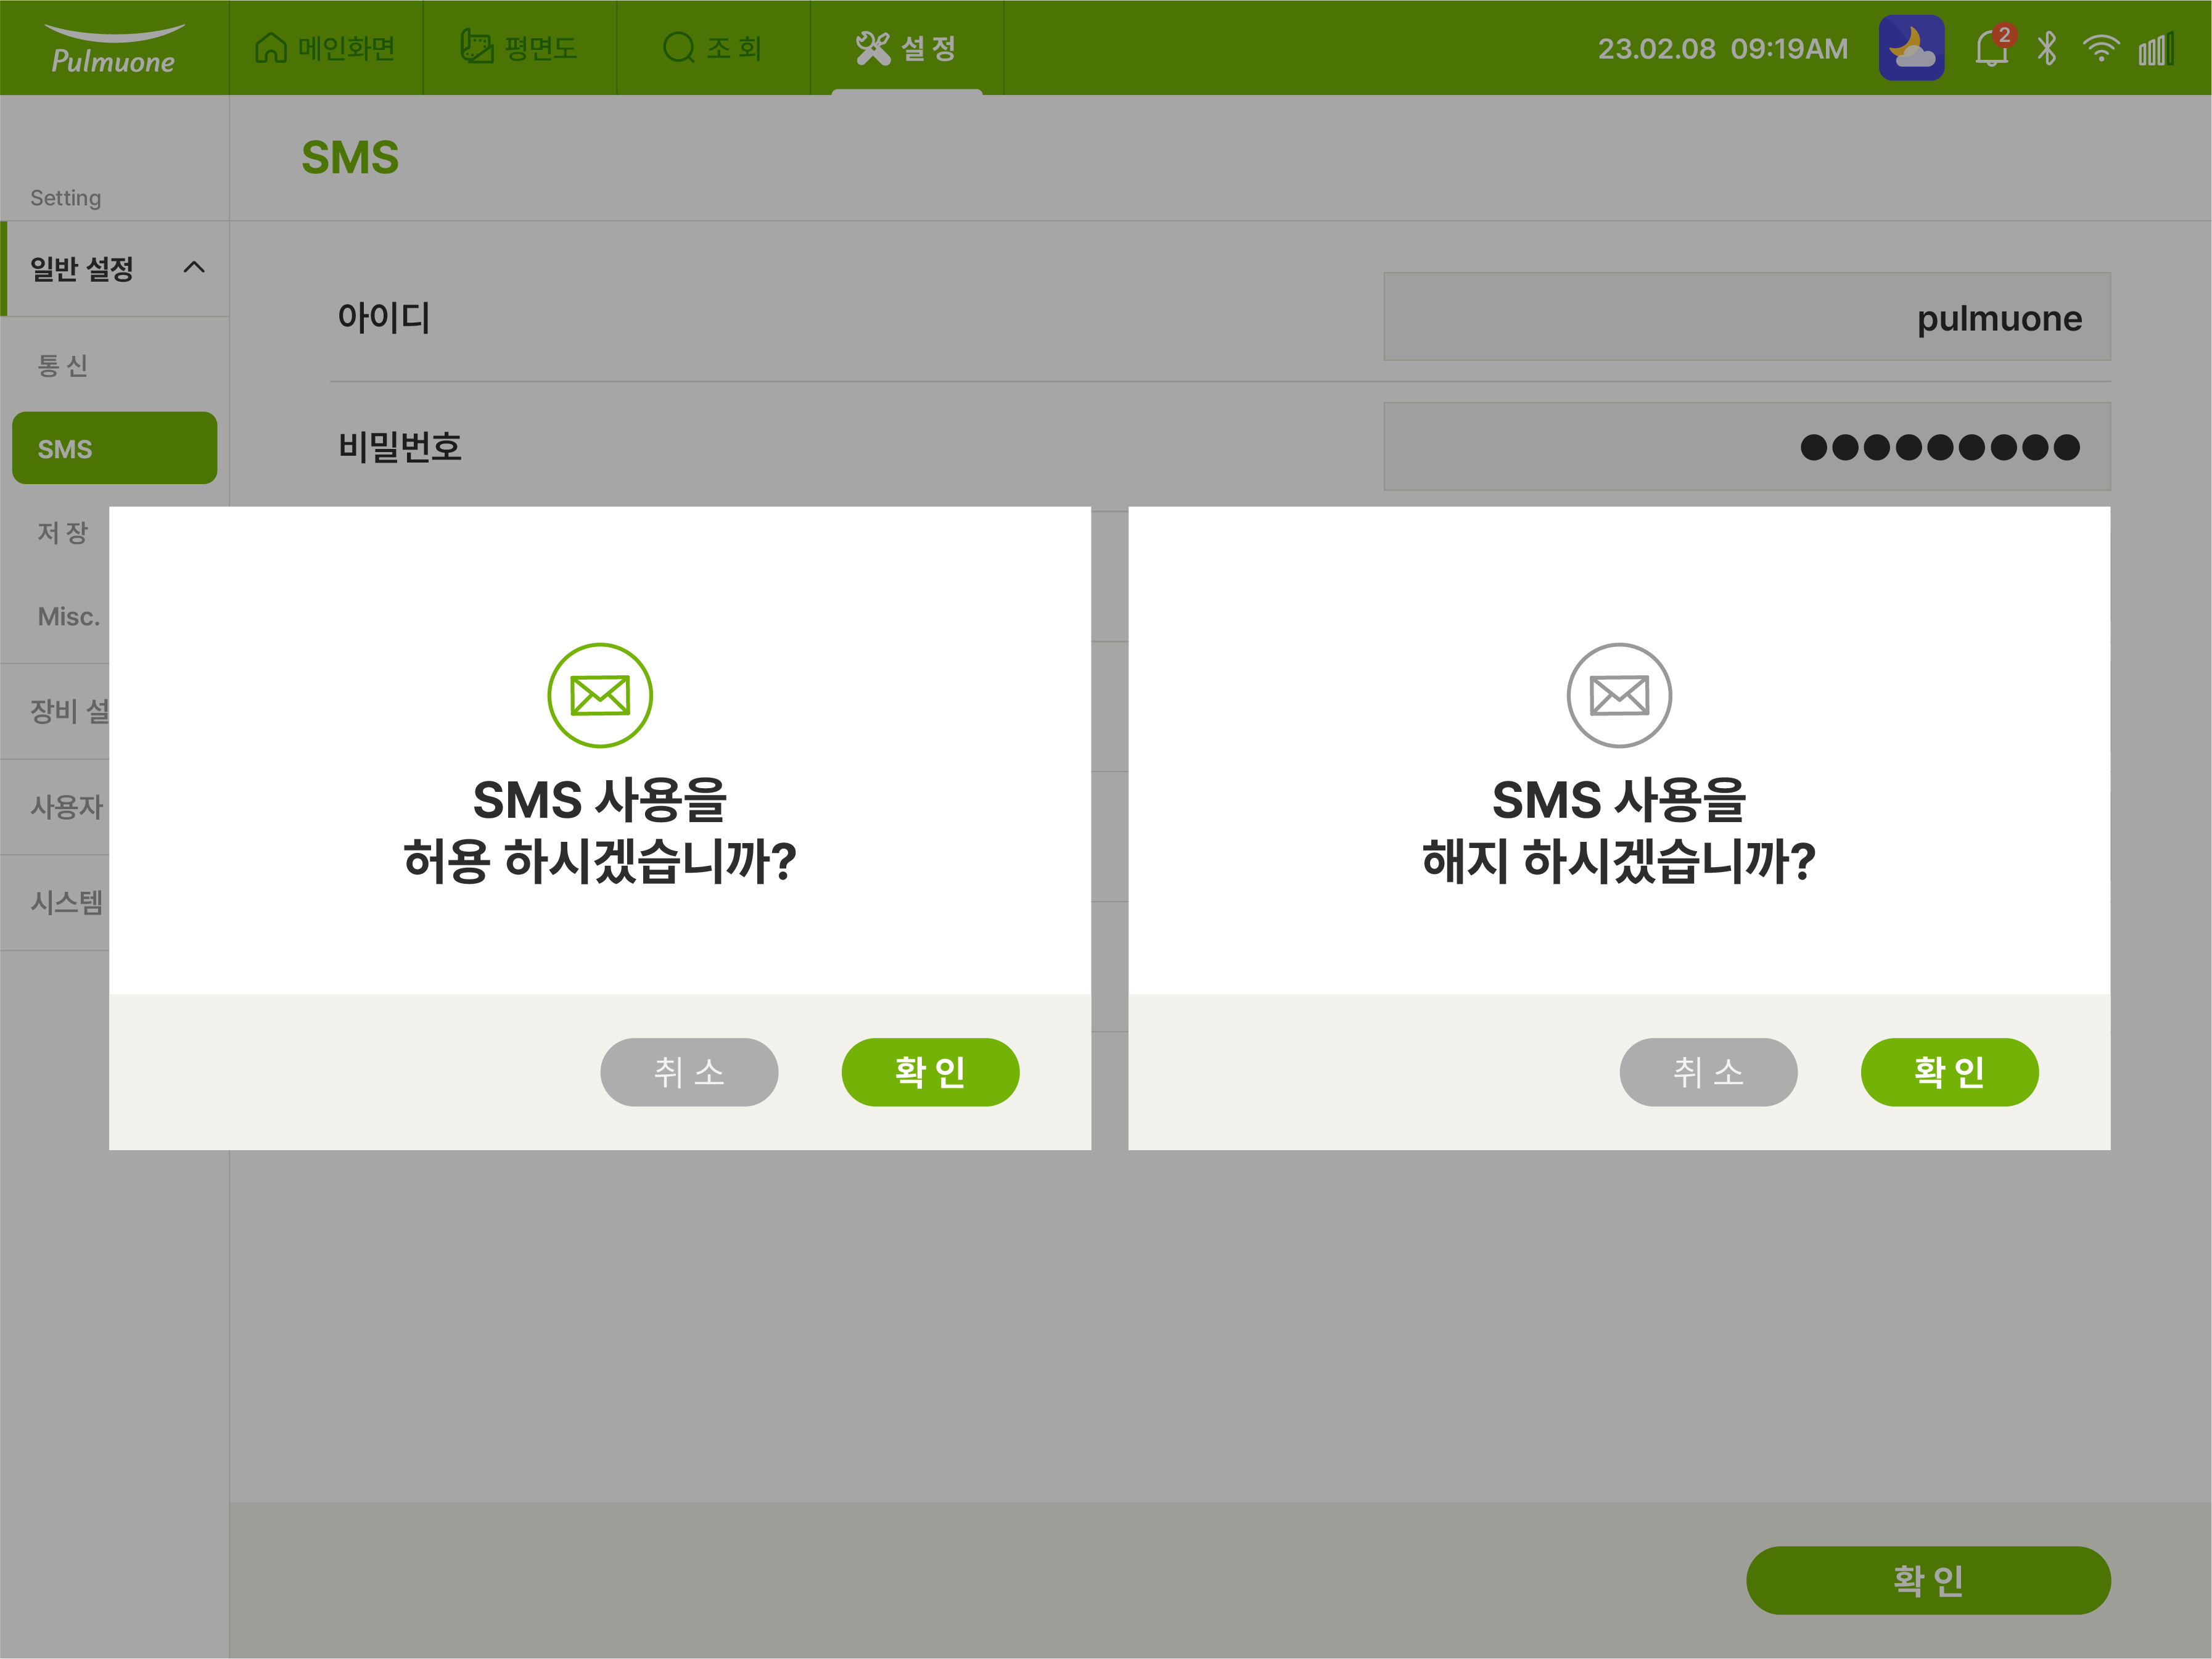 Pulmuone
메인화면
평면도
조 회
설 정
23.02.08 09:19AM
2
SMS
Setting
일반 설정
통 신
SMS
저 장
Misc.
장비 설
사용자
시스템
아이디
pulmuone
비밀번호
●●●●●●●●●
SMS 사용을
허용 하시겠습니까?
취 소
확 인
SMS 사용을
해지 하시겠습니까?
취 소
확 인
확 인